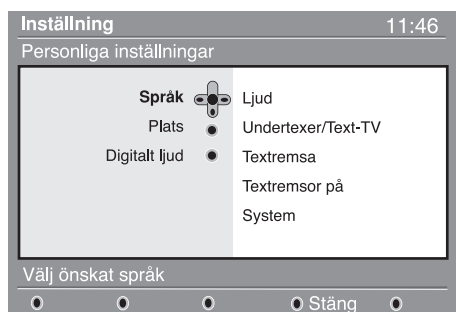 Inställning 11:46
Personliga inställningar
Språk
Plats
Digitalt ljud
Ljud
Undertexer/Text-TV
Textremsa
Textremsor på
System
Välj önskat språk
Stäng